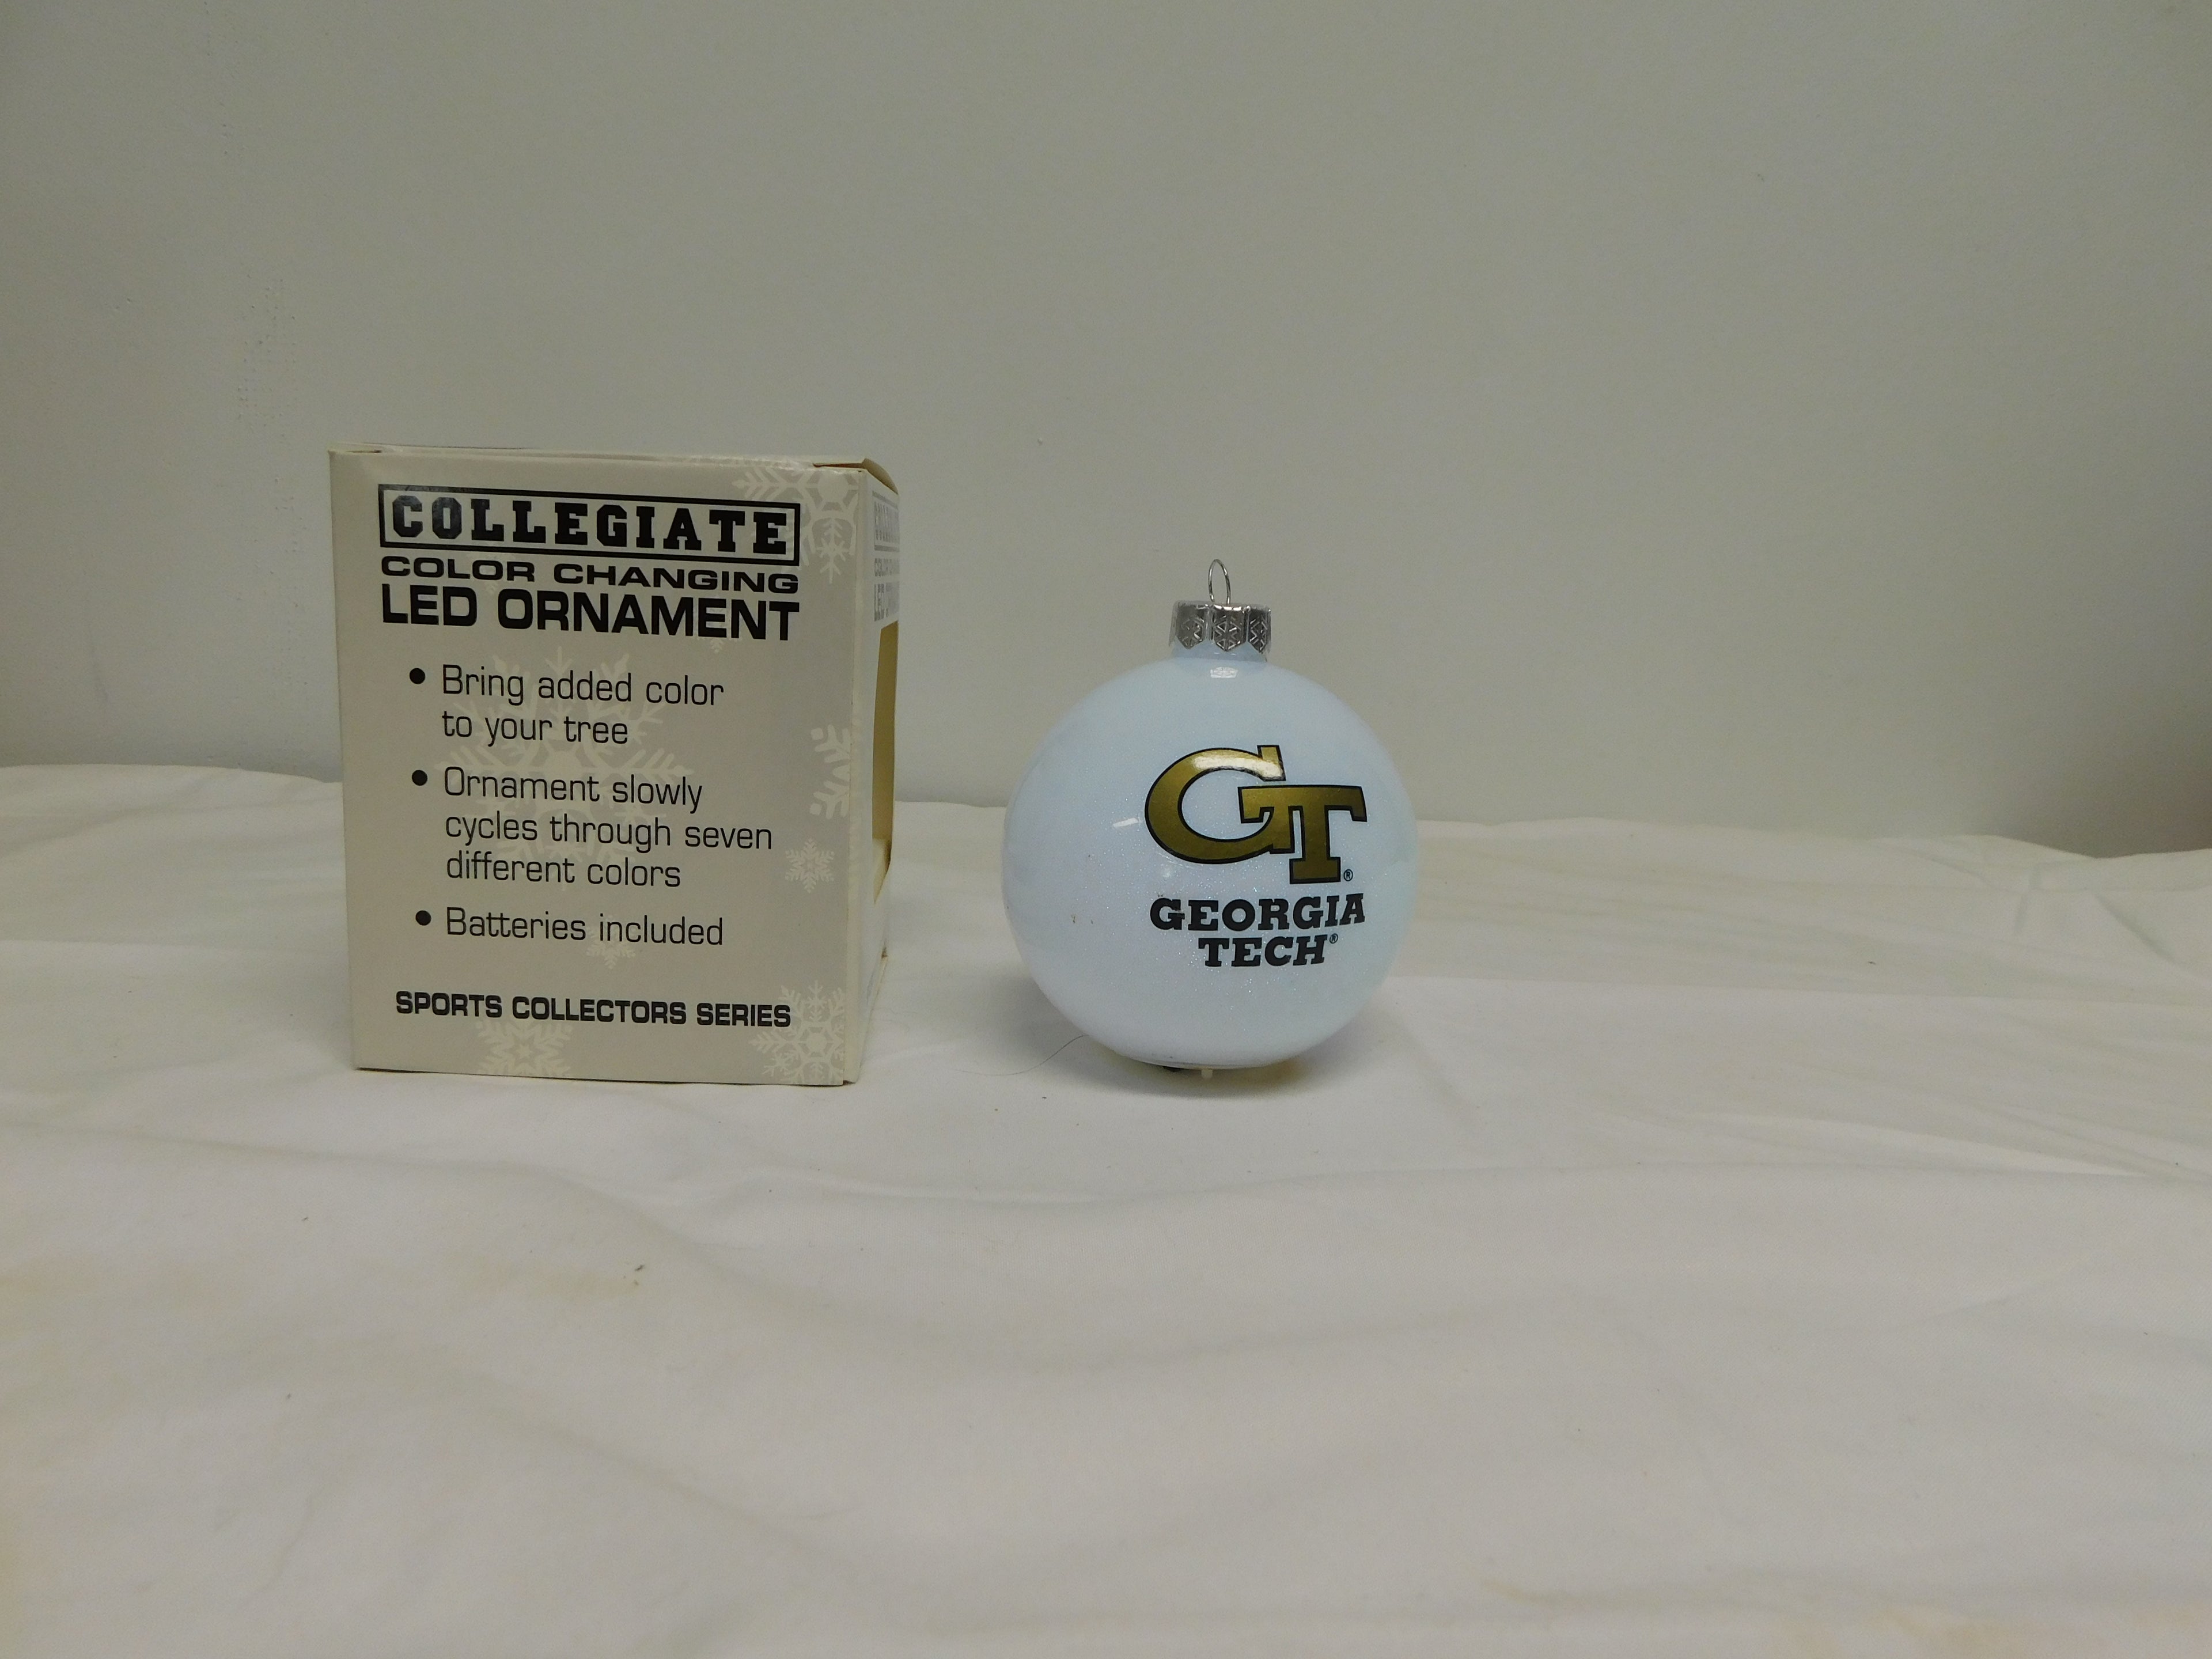 COLLEGIATE
COLOR CHANGING
LED ORNAMENT
• Bring added color
to your tree
• Ornament slowly
cycles through seven
different colors
• Batteries included
SPORTS COLLECTORS SERIES
GT®
GEORGIA
TECH®